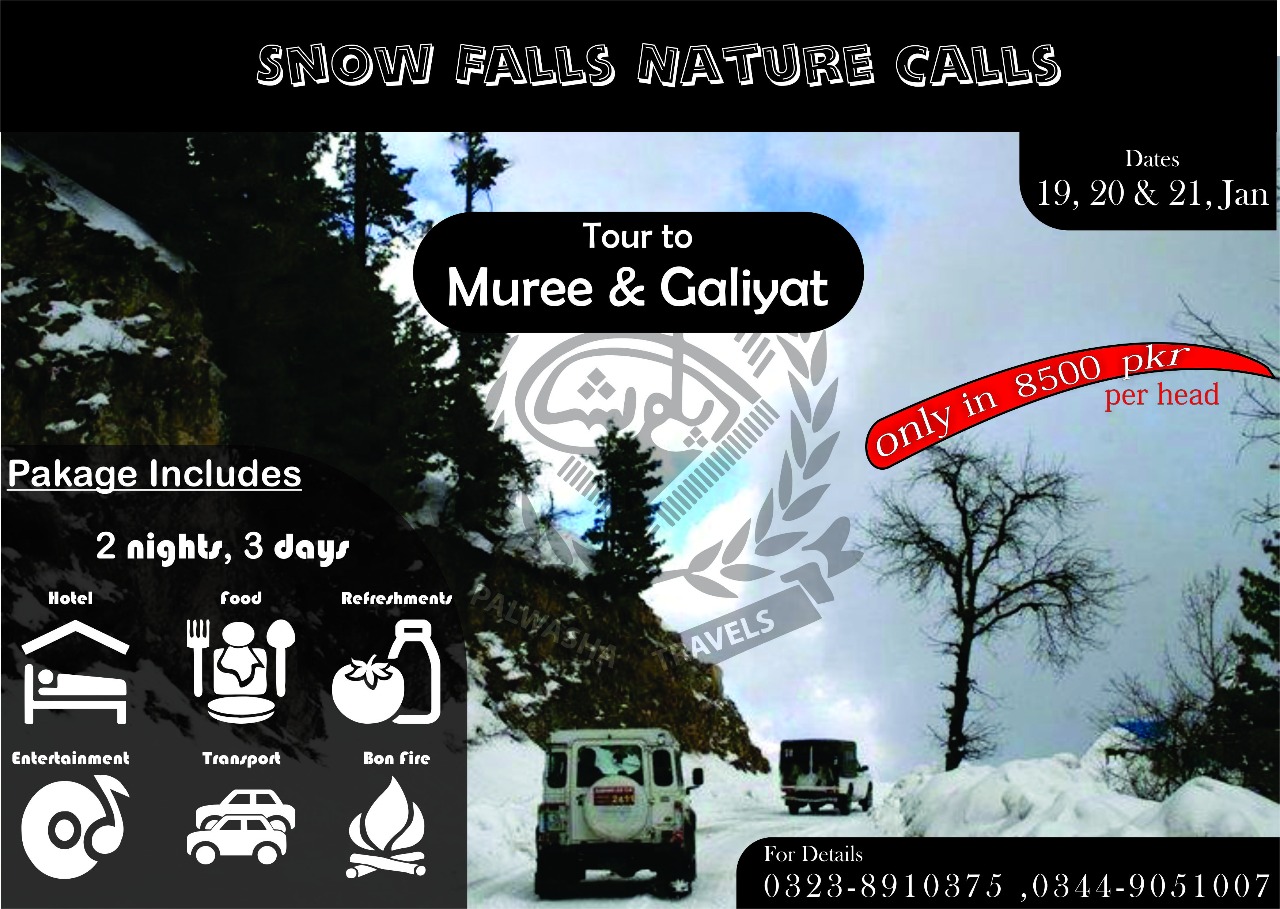 SNOW FALLS NATURE CALLS
Dates
19, 20 & 21, Jan
Tour to
Muree & Galiyat
only in 8500 pkr
per head
پلوشہ
PALWASHA TRAVELS
Pakage Includes
2 nights, 3 days
Hotel Food Refreshments
Entertainment Transport Bon Fire
For Details
0323-8910375 ,0344-9051007